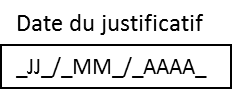 Date du justificatif
_JJ_/_MM_/_AAAA_